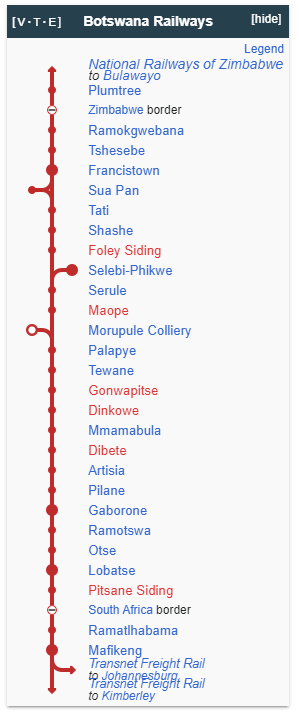 [V·T·E] Botswana Railways [hide]
Legend
National Railways of Zimbabwe
to Bulawayo
Plumtree
Zimbabwe border
Ramokgwebana
Tshesebe
Francistown
Sua Pan
Tati
Shashe
Foley Siding
Selebi-Phikwe
Serule
Maope
Morupule Colliery
Palapye
Tewane
Gonwapitse
Dinkowe
Mmamabula
Dibete
Artisia
Pilane
Gaborone
Ramotswa
Otse
Lobatse
Pitsane Siding
South Africa border
Ramatlhabama
Mafikeng
Transnet Freight Rail
to Johannesburg
Transnet Freight Rail
to Kimberley